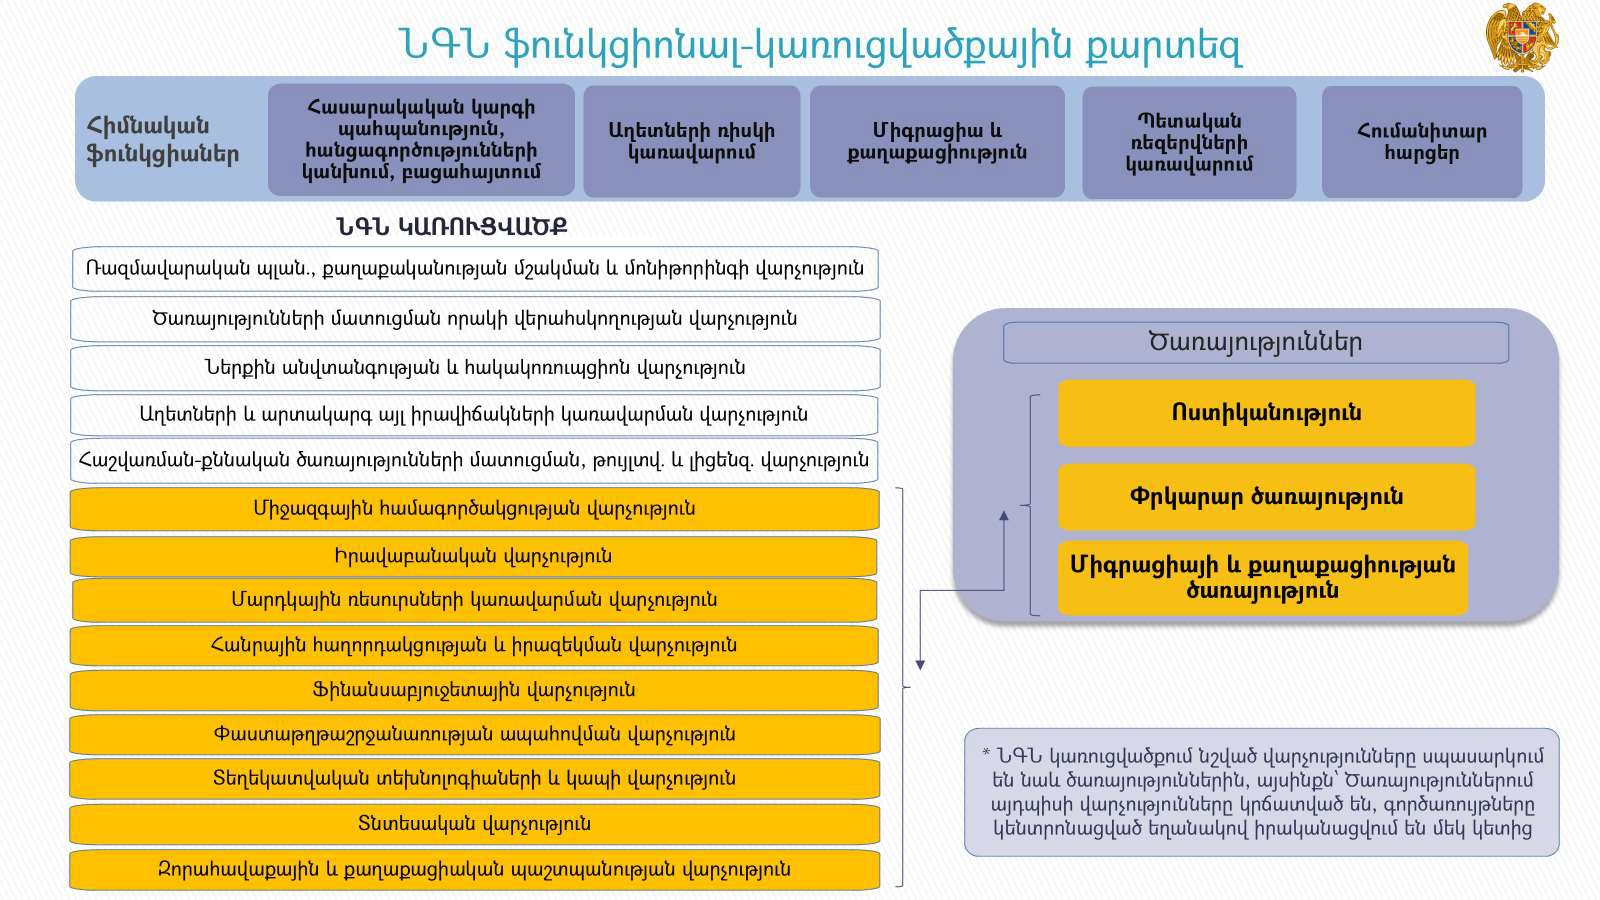 ՆԳՆ ֆունկցիոնալ-կառուցվածքային քարտեզ
Հիմնական
ֆունկցիաներ
Հասարակական կարգի
պահպանություն,
հանցագործությունների
կանխում, բացահայտում
Աղետների ռիսկի
կառավարում
Միգրացիա և
քաղաքացիություն
Պետական
ռեզերվների
կառավարում
Հումանիտար
հարցեր
ՆԳՆ ԿԱՌՈՒՑՎԱԾՔ
Ռազմավարական պլան., քաղաքականության մշակման և մոնիթորինգի վարչություն
Ծառայությունների մատուցման որակի վերահսկողության վարչություն
Ներքին անվտանգության և հակակոռուպցիոն վարչություն
Աղետների և արտակարգ այլ իրավիճակների կառավարման վարչություն
Հաշվառման-քննական ծառայությունների մատուցման, թույլտվ. և լիցենզ. վարչություն
Միջազգային համագործակցության վարչություն
Իրավաբանական վարչություն
Մարդկային ռեսուրսների կառավարման վարչություն
Հանրային հաղորդակցության և իրազեկման վարչություն
Ֆինանսաբյուջետային վարչություն
Փաստաթղթաշրջանառության ապահովման վարչություն
Տեղեկատվական տեխնոլոգիաների և կապի վարչություն
Տնտեսական վարչություն
Զորահավաքային և քաղաքացիական պաշտպանության վարչություն
Ծառայություններ
Ոստիկանություն
Փրկարար ծառայություն
Միգրացիայի և քաղաքացիության
ծառայություն
* ՆԳՆ կառուցվածքում նշված վարչությունները սպասարկում
են նաև ծառայություններին, այսինքն՝ Ծառայություններում
այդպիսի վարչությունները կրճատված են, գործառույթները
կենտրոնացված եղանակով իրականացվում են մեկ կետից